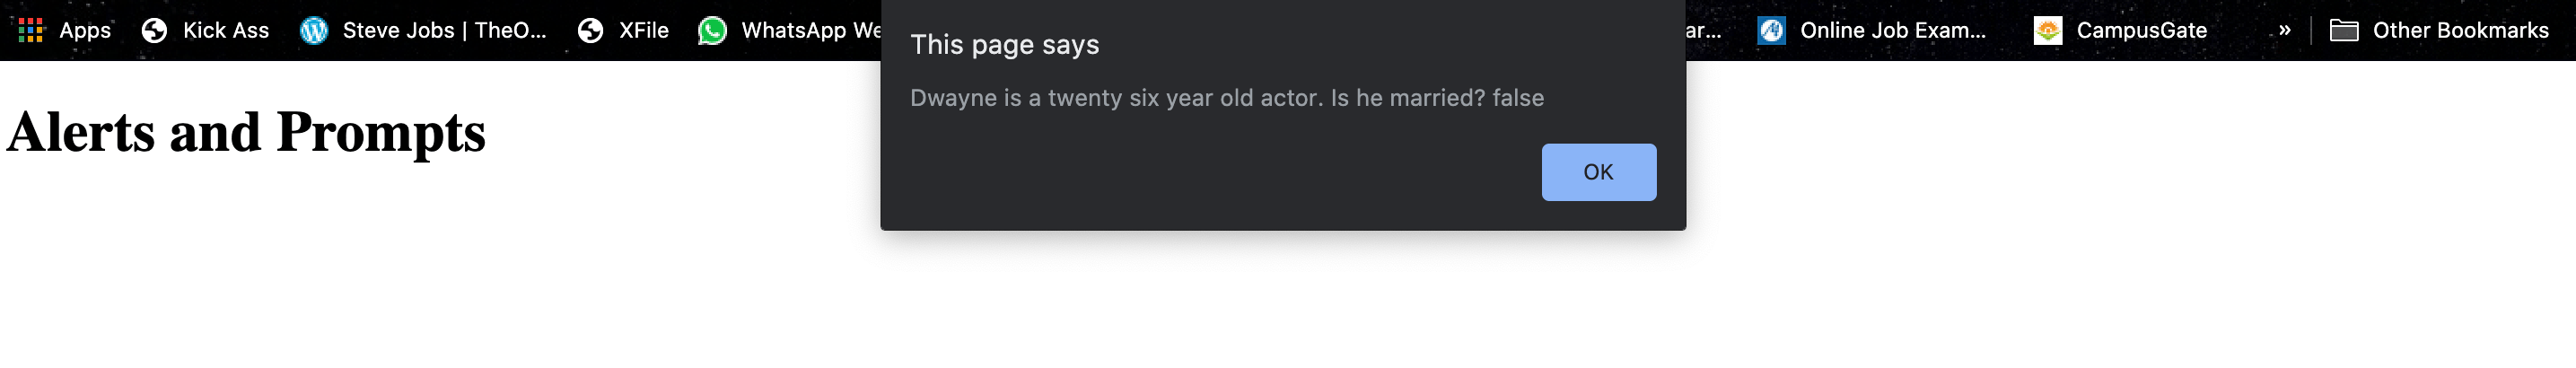 Apps Kick Ass Steve Jobs | TheO... XFile WhatsApp We ar... Online Job Exam... CampusGate » Other Bookmarks
This page says
Dwayne is a twenty six year old actor. Is he married? false
Alerts and Prompts
OK